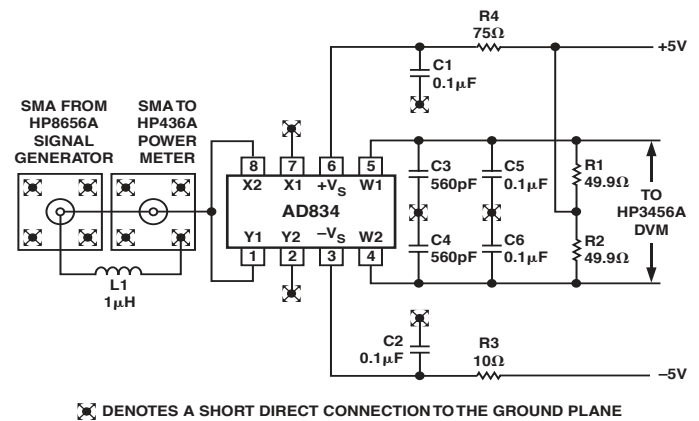 R4
75Ω
+5V
C1
0.1μF
SMA FROM
HP8656A
SIGNAL
GENERATOR
SMA TO
HP436A
POWER
METER
8 7 6 5
X2 X1 +VS W1
AD834
Y1 Y2 –VS W2
1 2 3 4
C3
560pF
C5
0.1μF
R1
49.9Ω
TO
HP3456A
DVM
C4
560pF
C6
0.1μF
R2
49.9Ω
L1
1μH
C2
0.1μF
R3
10Ω
–5V
DENOTES A SHORT DIRECT CONNECTION TO THE GROUND PLANE